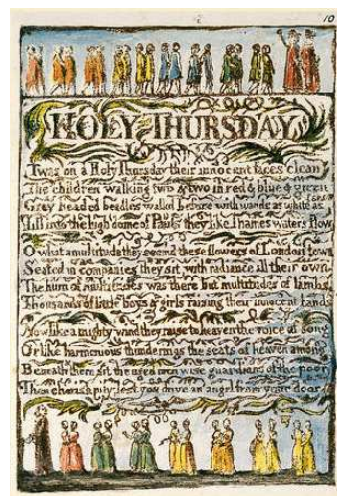 10
HOLY THURSDAY
Twas on a Holy Thursday their innocent faces clean
The children walking two & two in red & blue & green
Grey headed beadles walkd before with wands as white as snow
Till into the high dome of Pauls they like Thames waters flow
O what a multitude they seemd these flowers of London town
Seated in companies they sit with radiance all their own
The hum of multitudes was there but multitudes of lambs
Thousands of little boys & girls raising their innocent hands
Now like a mighty wind they raise to heaven the voice of song
Or like harmonious thunderings the seats of heaven among
Beneath them sit the aged men wise guardians of the poor
Then cherish pity lest you drive an angel from your door